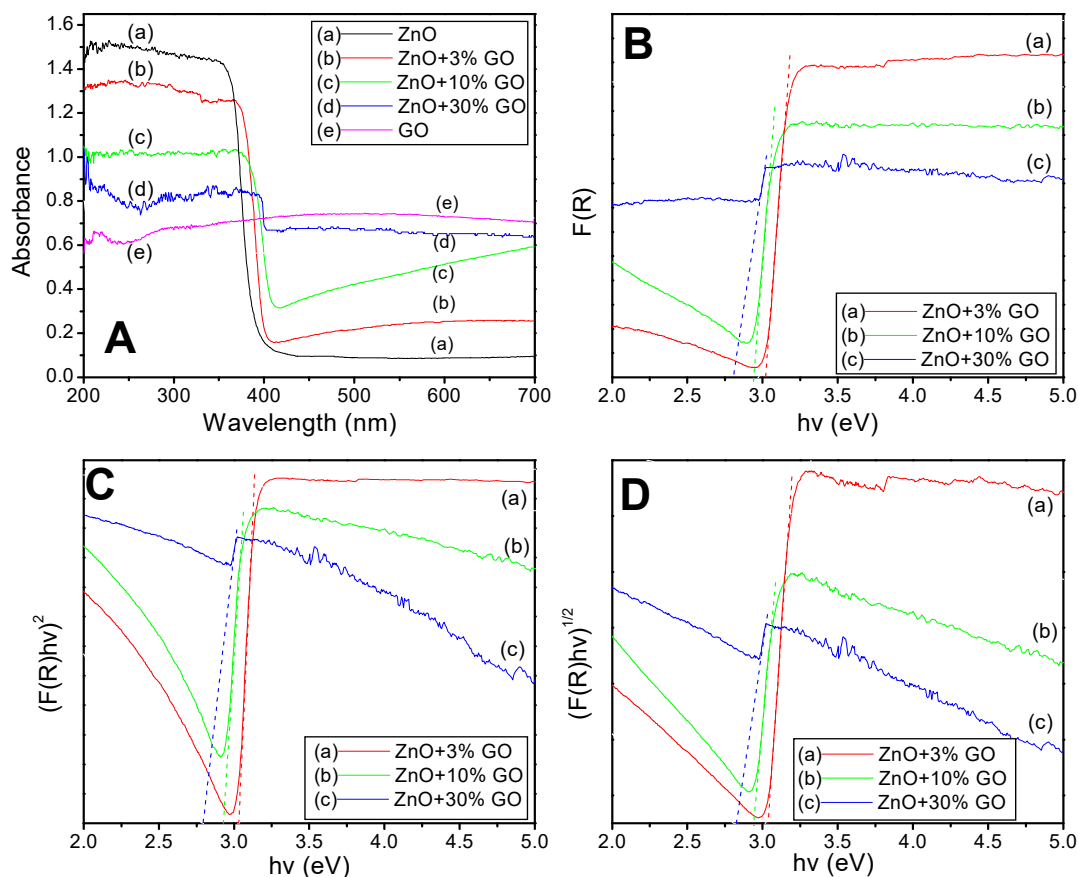 A
Absorbance
1.6
1.4
1.2
1.0
0.8
0.6
0.4
0.2
0.0
(a)
(b)
(c)
(d)
(e)
(a) ZnO
(b) ZnO+3% GO
(c) ZnO+10% GO
(d) ZnO+30% GO
(e) GO
(e)
(d)
(c)
(b)
(a)
200 300 400 500 600 700
Wavelength (nm)
B
F(R)
(a)
(b)
(c)
(a) ZnO+3% GO
(b) ZnO+10% GO
(c) ZnO+30% GO
2.0 2.5 3.0 3.5 4.0 4.5 5.0
hv (eV)
C
(F(R)hv)²
(a)
(b)
(c)
(a) ZnO+3% GO
(b) ZnO+10% GO
(c) ZnO+30% GO
2.0 2.5 3.0 3.5 4.0 4.5 5.0
hv (eV)
D
(F(R)hv)^1/2
(a)
(b)
(c)
(a) ZnO+3% GO
(b) ZnO+10% GO
(c) ZnO+30% GO
2.0 2.5 3.0 3.5 4.0 4.5 5.0
hv (eV)